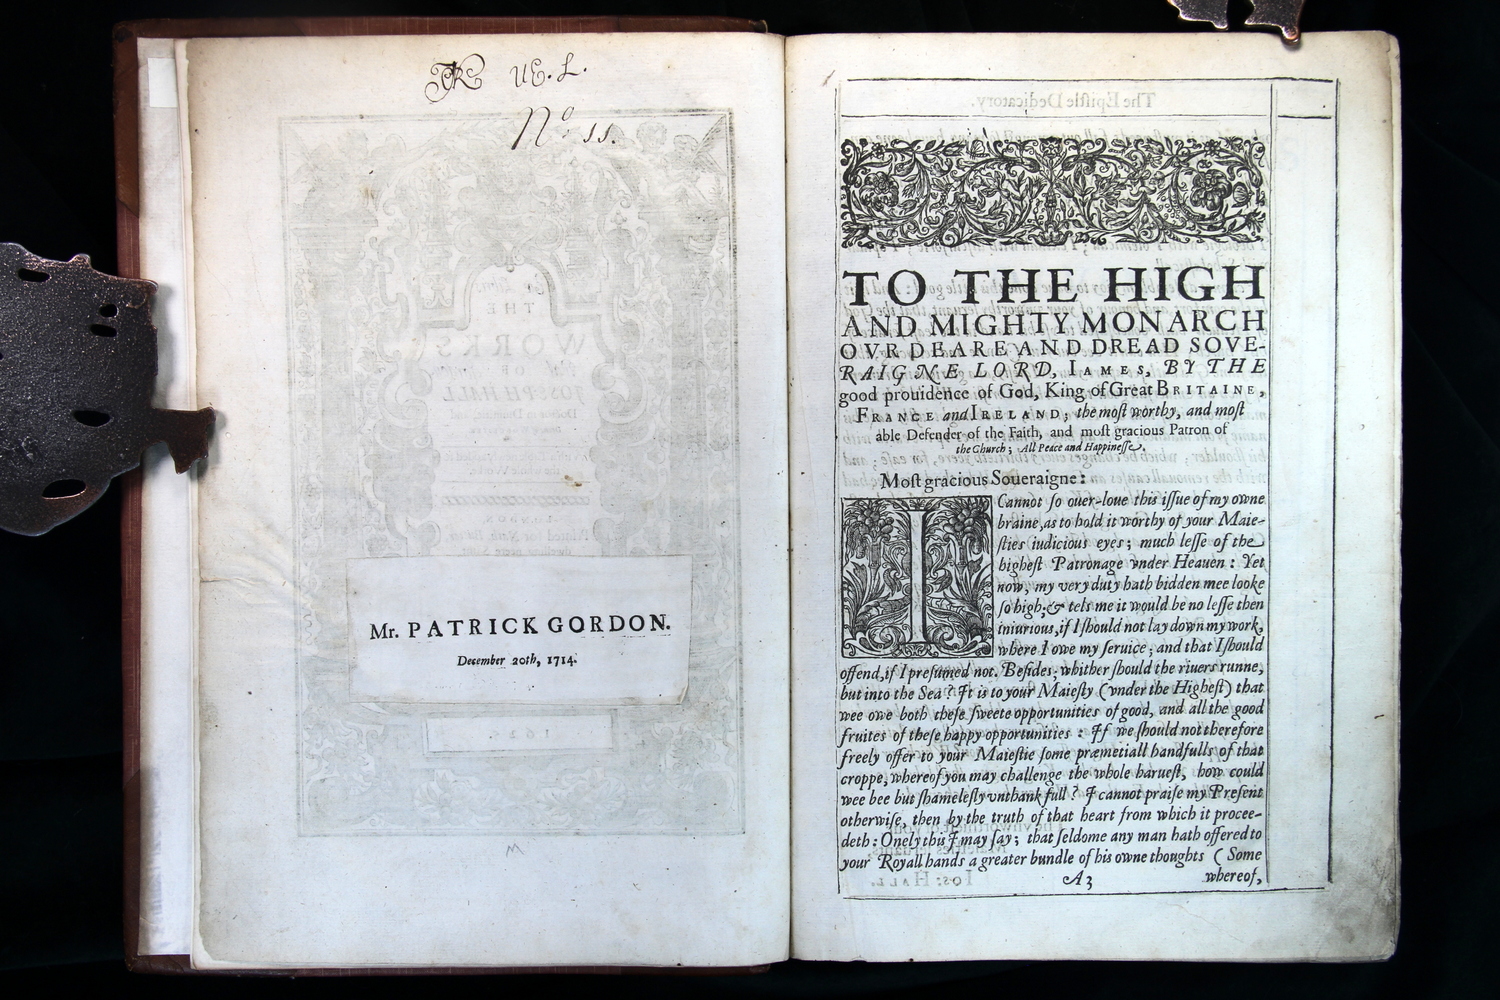 UE. L.
No. 11.
THE
WORKS
OF
JOSEPH HALL
Mr. PATRICK GORDON.
December 20th, 1714.
The Epistle Dedicatory.
TO THE HIGH
AND MIGHTY MONARCH
OVR DEARE AND DREAD SOVE-
RAIGNE LORD, IAMES, BY THE
good prouidence of God, King of Great BRITAINE,
FRANCE and IRELAND; the moſt worthy, and moſt
able Defender of the Faith, and moſt gracious Patron of
the Church; All Peace and Happineſſe.
Moſt gracious Soueraigne:
I Cannot ſo ouer-loue this iſſue of my owne
braine, as to hold it worthy of your Maie-
ſties iudicious eyes; much leſſe of the
higheſt Patronage vnder Heauen: Yet
now, my very duty hath bidden mee looke
ſo high; & tels me it would be no leſſe then
iniurious, if I ſhould not lay down my work,
where I owe my ſeruice; and that I ſhould
offend, if I preſumed not. Beſides, whither ſhould the riuers runne,
but into the Sea? It is to your Maieſty (vnder the Higheſt) that
wee owe both theſe ſweete opportunities of good, and all the good
fruites of theſe happy opportunities: If we ſhould not therefore
freely offer to your Maieſtie ſome præmetiall handfulls of that
croppe, whereof you may challenge the whole harueſt, how could
wee bee but ſhameleſly vnthankfull? I cannot praiſe my Preſent
otherwiſe, then by the truth of that heart from which it procee-
deth: Onely this I may ſay; that ſeldome any man hath offered to
your Royall hands a greater bundle of his owne thoughts (Some
A3 whereof,
IOS: HALL.